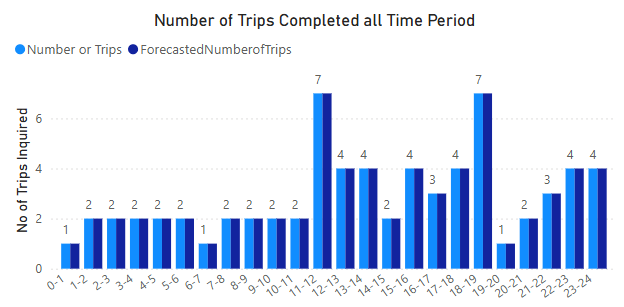 Number of Trips Completed all Time Period
Number or Trips ForecastedNumberofTrips
No of Trips Inquired
6
4
2
0
1 2 2 2 2 2 1 2 2 2 2 7 4 4 2 4 3 4 7 1 2 3 4 4
0-1 1-2 2-3 3-4 4-5 5-6 6-7 7-8 8-9 9-10 10-11 11-12 12-13 13-14 14-15 15-16 16-17 17-18 18-19 19-20 20-21 21-22 22-23 23-24